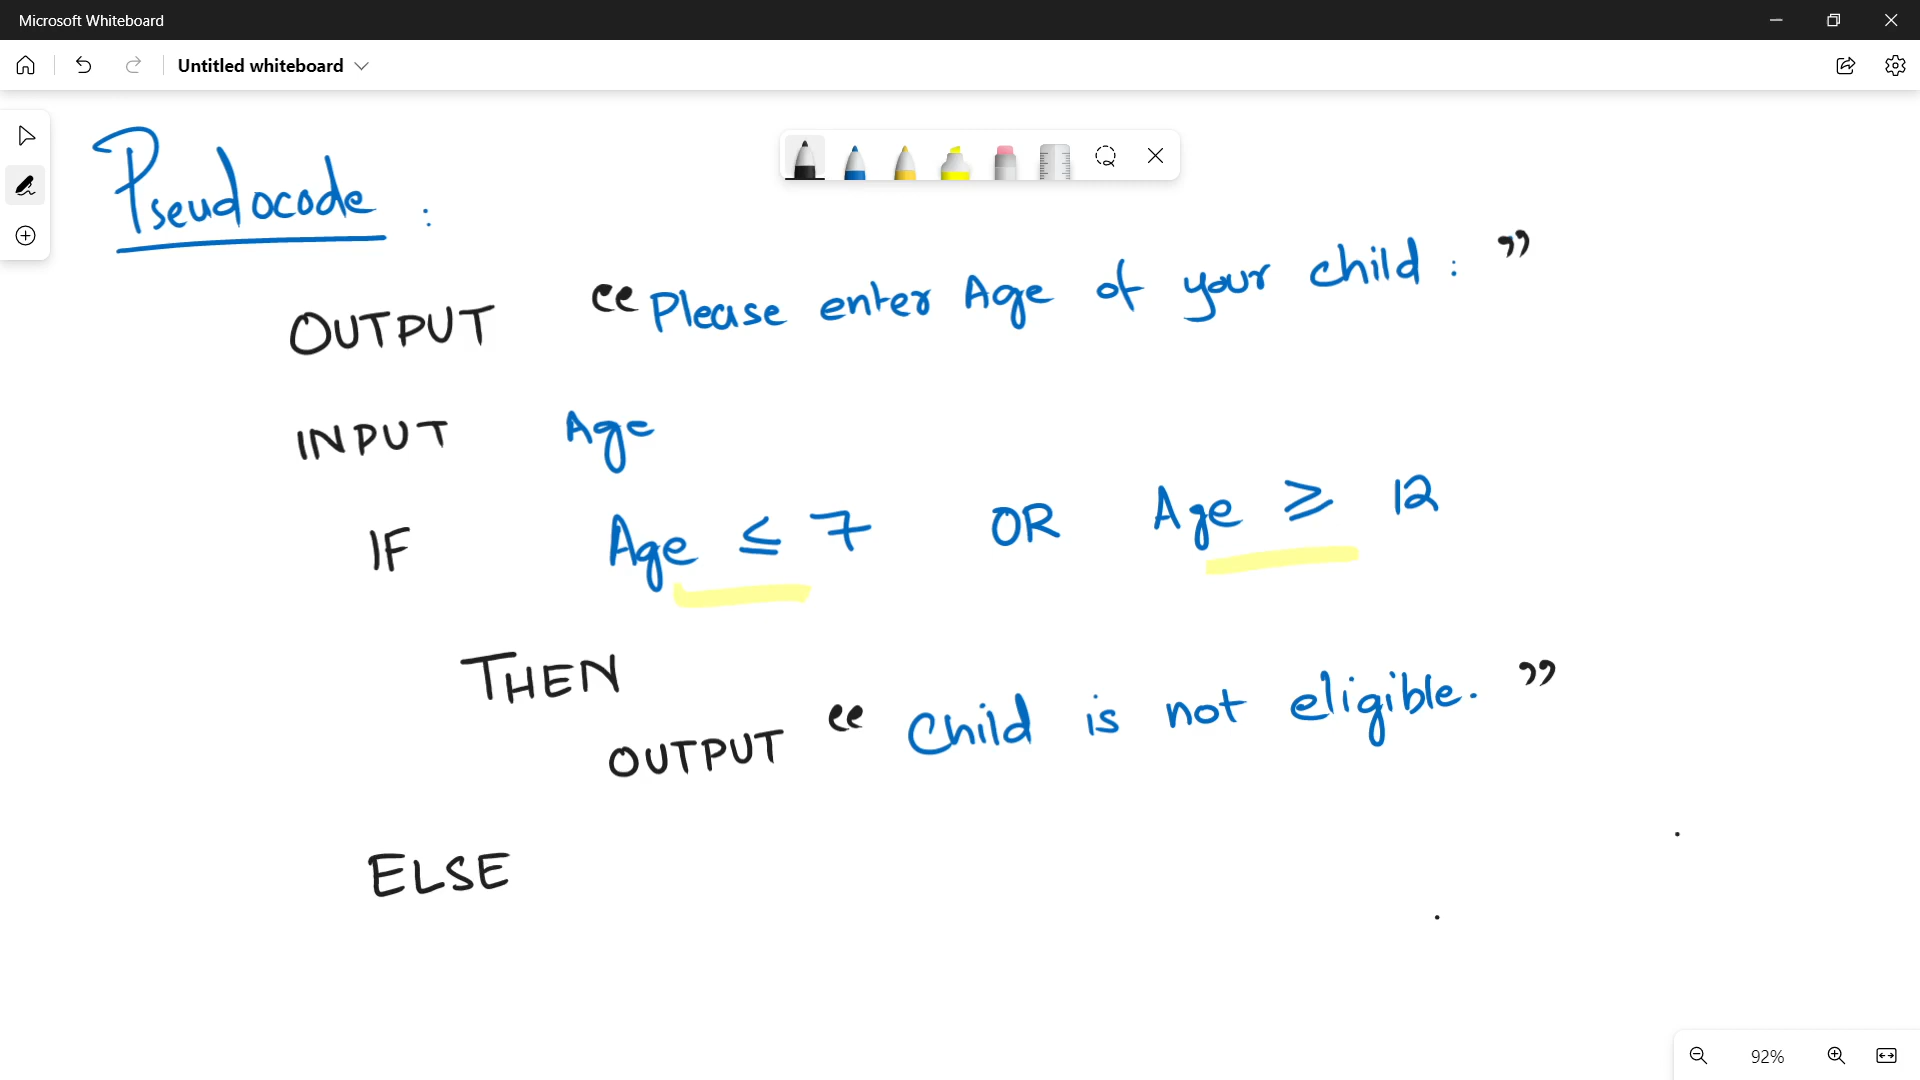 Microsoft Whiteboard
Untitled whiteboard
Pseudocode :
OUTPUT “Please enter Age of your child : ”
INPUT Age
IF Age ≤ 7 OR Age ≥ 12
THEN
OUTPUT “ Child is not eligible. ”
ELSE
92%